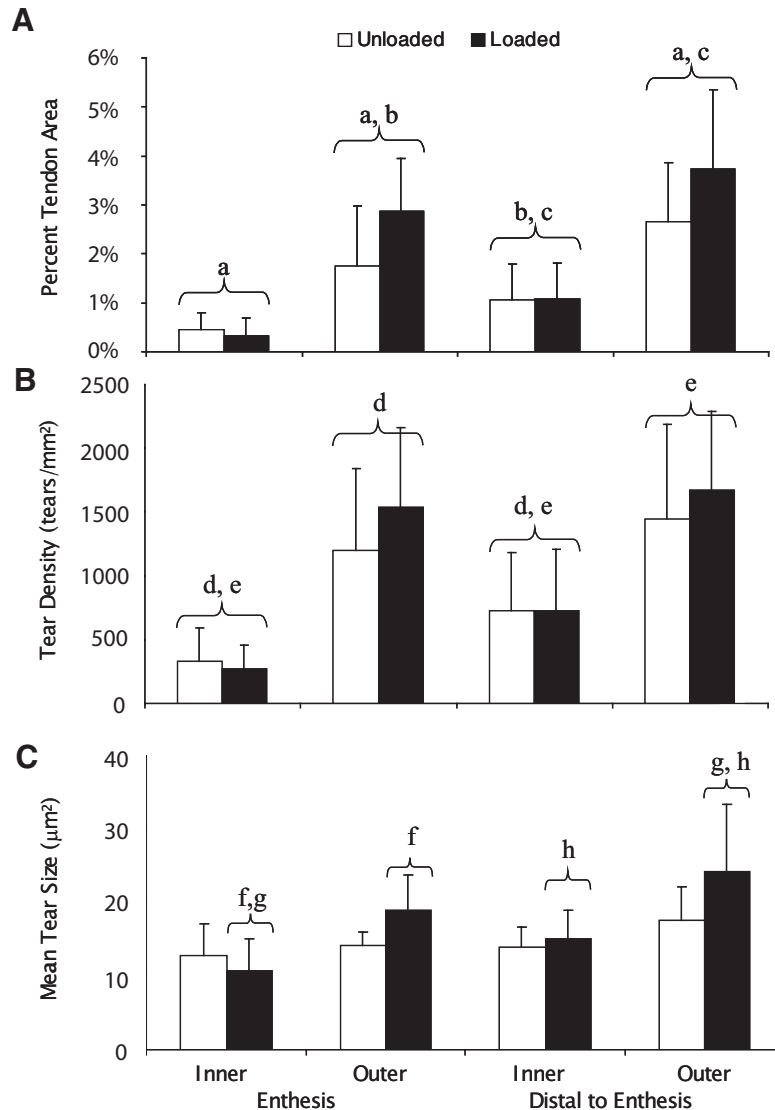 A
Unloaded Loaded
Percent Tendon Area
6%
5%
4%
3%
2%
1%
0%
a
a, b
b, c
a, c
B
Tear Density (tears/mm²)
2500
2000
1500
1000
500
0
d, e
d
d, e
e
C
Mean Tear Size (μm²)
40
30
20
10
0
f,g
f
h
g, h
Inner Outer Inner Outer
Enthesis Distal to Enthesis